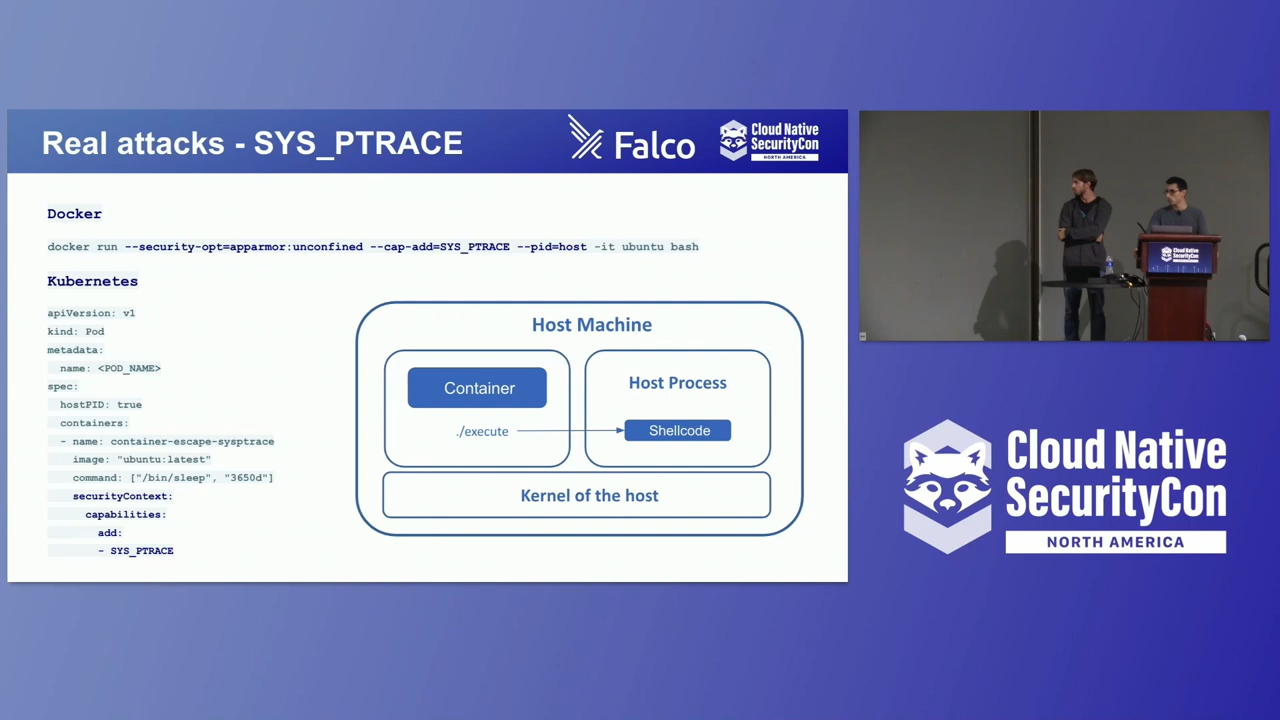 Real attacks - SYS_PTRACE
Falco
Cloud Native
SecurityCon
NORTH AMERICA
Docker
docker run --security-opt=apparmor:unconfined --cap-add=SYS_PTRACE --pid=host -it ubuntu bash
Kubernetes
apiVersion: v1
kind: Pod
metadata:
name: <POD_NAME>
spec:
hostPID: true
containers:
- name: container-escape-sysptrace
image: "ubuntu:latest"
command: ["/bin/sleep", "3650d"]
securityContext:
capabilities:
add:
- SYS_PTRACE
Host Machine
Container
./execute
Host Process
Shellcode
Kernel of the host
Cloud Native
SecurityCon
Cloud Native
SecurityCon
NORTH AMERICA